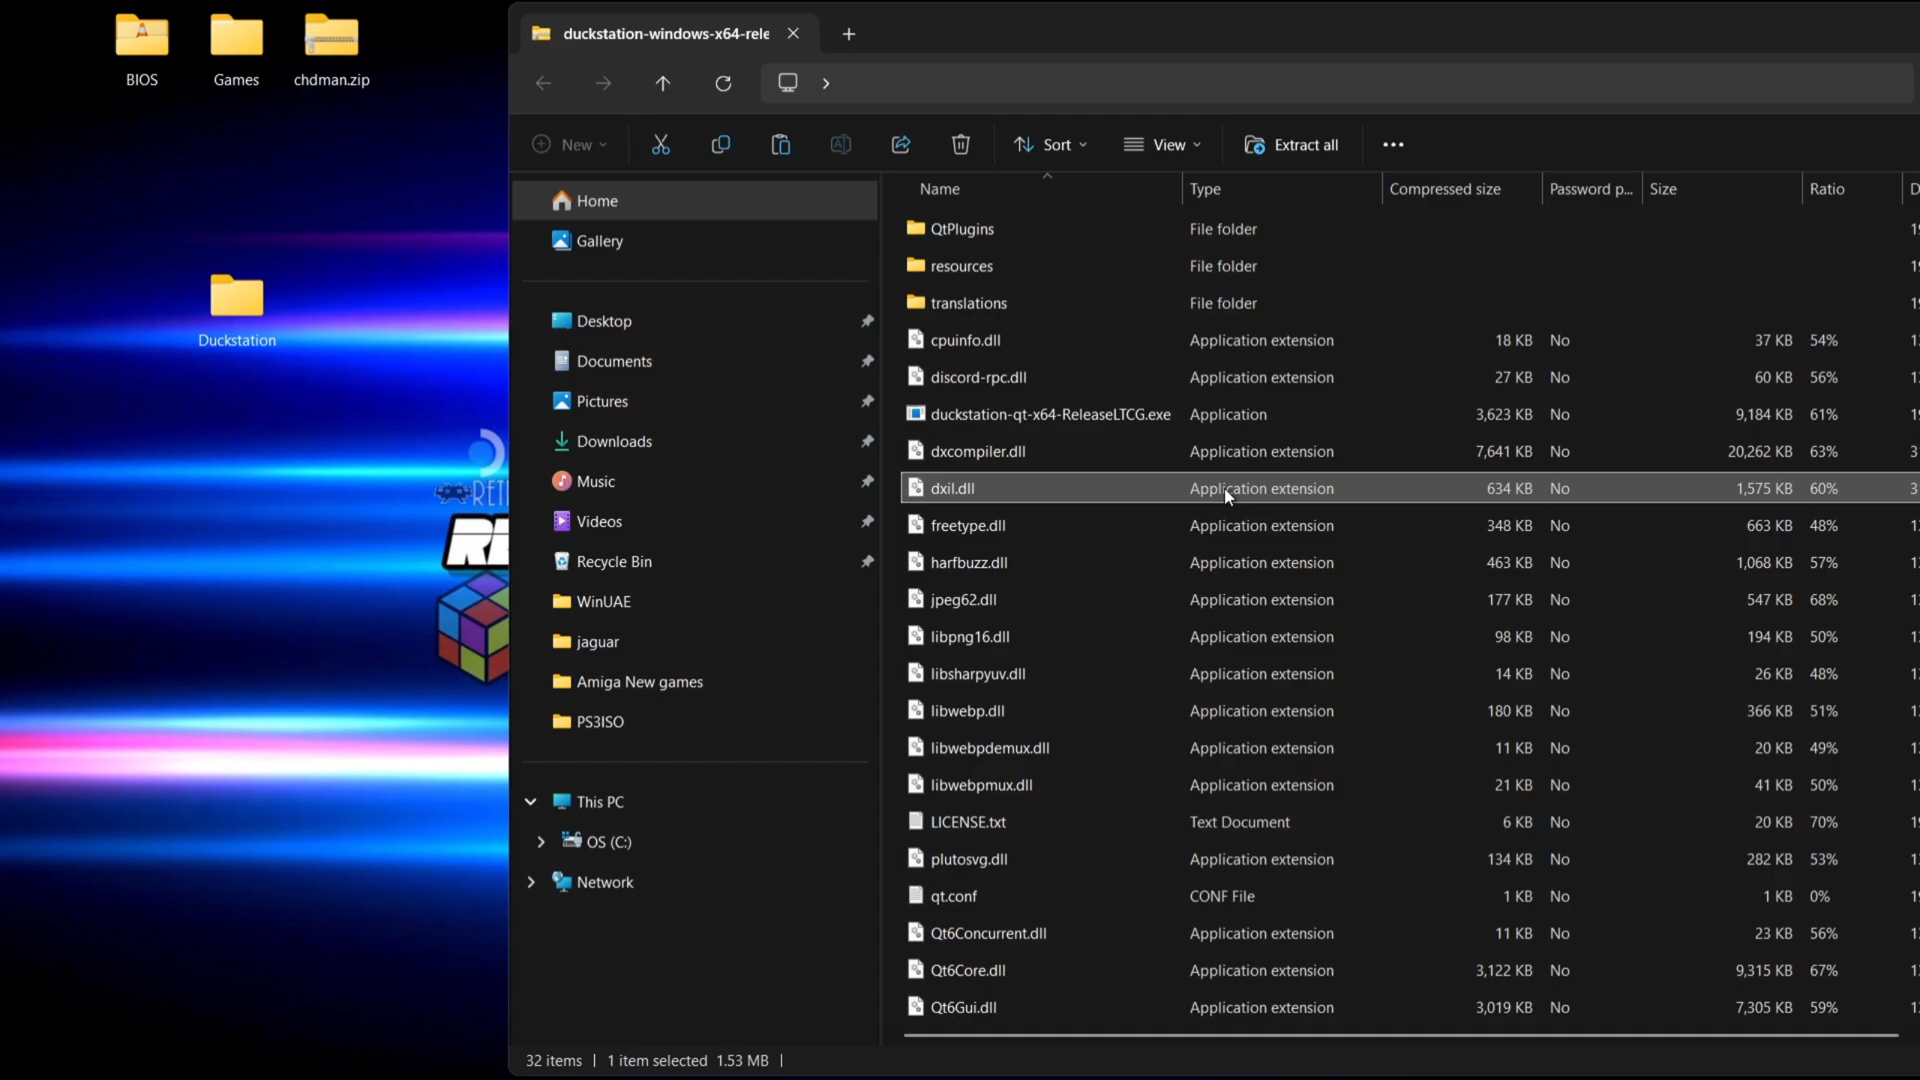 BIOS
Games
chdman.zip
Duckstation
duckstation-windows-x64-rele
New
Sort
View
Extract all
Home
Gallery
Desktop
Documents
Pictures
Downloads
Music
Videos
Recycle Bin
WinUAE
jaguar
Amiga New games
PS3ISO
This PC
OS (C:)
Network
Name Type Compressed size Password p... Size Ratio
QtPlugins File folder
resources File folder
translations File folder
cpuinfo.dll Application extension 18 KB No 37 KB 54%
discord-rpc.dll Application extension 27 KB No 60 KB 56%
duckstation-qt-x64-ReleaseLTCG.exe Application 3,623 KB No 9,184 KB 61%
dxcompiler.dll Application extension 7,641 KB No 20,262 KB 63%
dxil.dll Application extension 634 KB No 1,575 KB 60%
freetype.dll Application extension 348 KB No 663 KB 48%
harfbuzz.dll Application extension 463 KB No 1,068 KB 57%
jpeg62.dll Application extension 177 KB No 547 KB 68%
libpng16.dll Application extension 98 KB No 194 KB 50%
libsharpyuv.dll Application extension 14 KB No 26 KB 48%
libwebp.dll Application extension 180 KB No 366 KB 51%
libwebpdemux.dll Application extension 11 KB No 20 KB 49%
libwebpmux.dll Application extension 21 KB No 41 KB 50%
LICENSE.txt Text Document 6 KB No 20 KB 70%
plutosvg.dll Application extension 134 KB No 282 KB 53%
qt.conf CONF File 1 KB No 1 KB 0%
Qt6Concurrent.dll Application extension 11 KB No 23 KB 56%
Qt6Core.dll Application extension 3,122 KB No 9,315 KB 67%
Qt6Gui.dll Application extension 3,019 KB No 7,305 KB 59%
32 items | 1 item selected 1.53 MB |